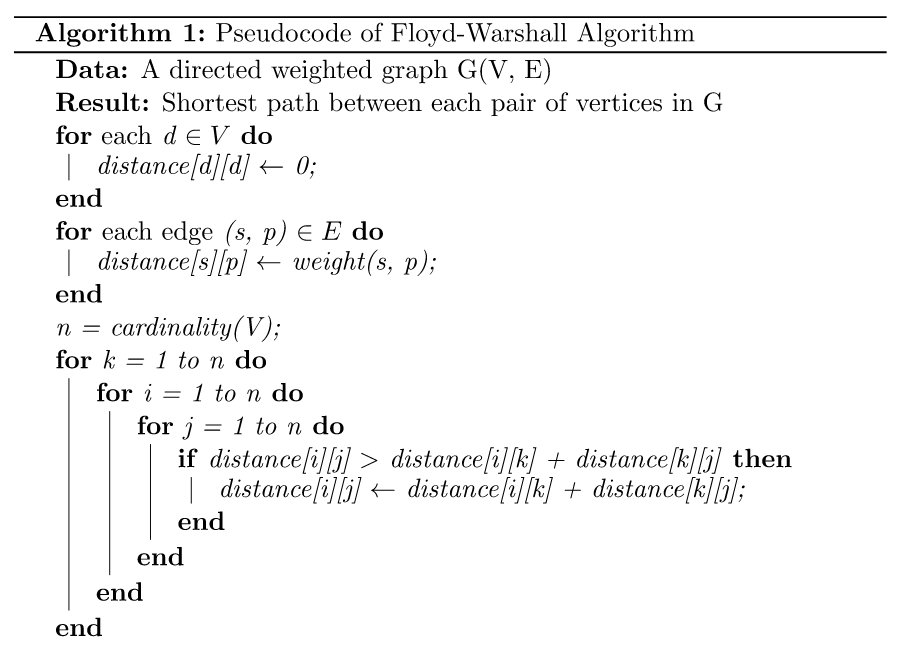 Algorithm 1: Pseudocode of Floyd-Warshall Algorithm
Data: A directed weighted graph G(V, E)
Result: Shortest path between each pair of vertices in G
for each d ∈ V do
distance[d][d] ← 0;
end
for each edge (s, p) ∈ E do
distance[s][p] ← weight(s, p);
end
n = cardinality(V);
for k = 1 to n do
for i = 1 to n do
for j = 1 to n do
if distance[i][j] > distance[i][k] + distance[k][j] then
distance[i][j] ← distance[i][k] + distance[k][j];
end
end
end
end